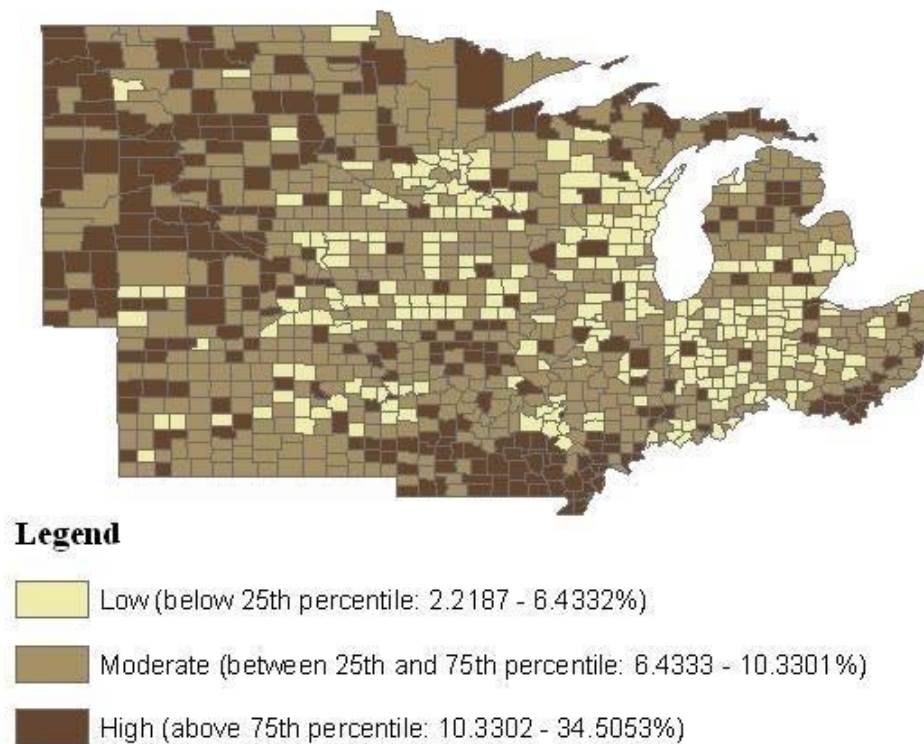 Legend
Low (below 25th percentile: 2.2187 - 6.4332%)
Moderate (between 25th and 75th percentile: 6.4333 - 10.3301%)
High (above 75th percentile: 10.3302 - 34.5053%)